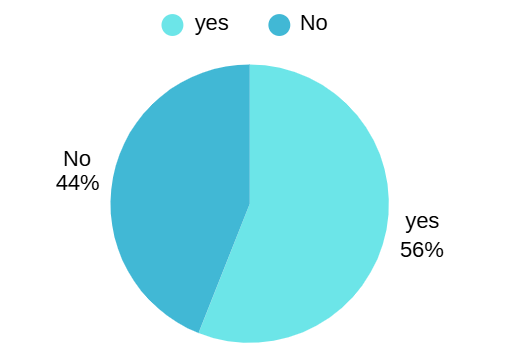 yes No
No
44%
yes
56%